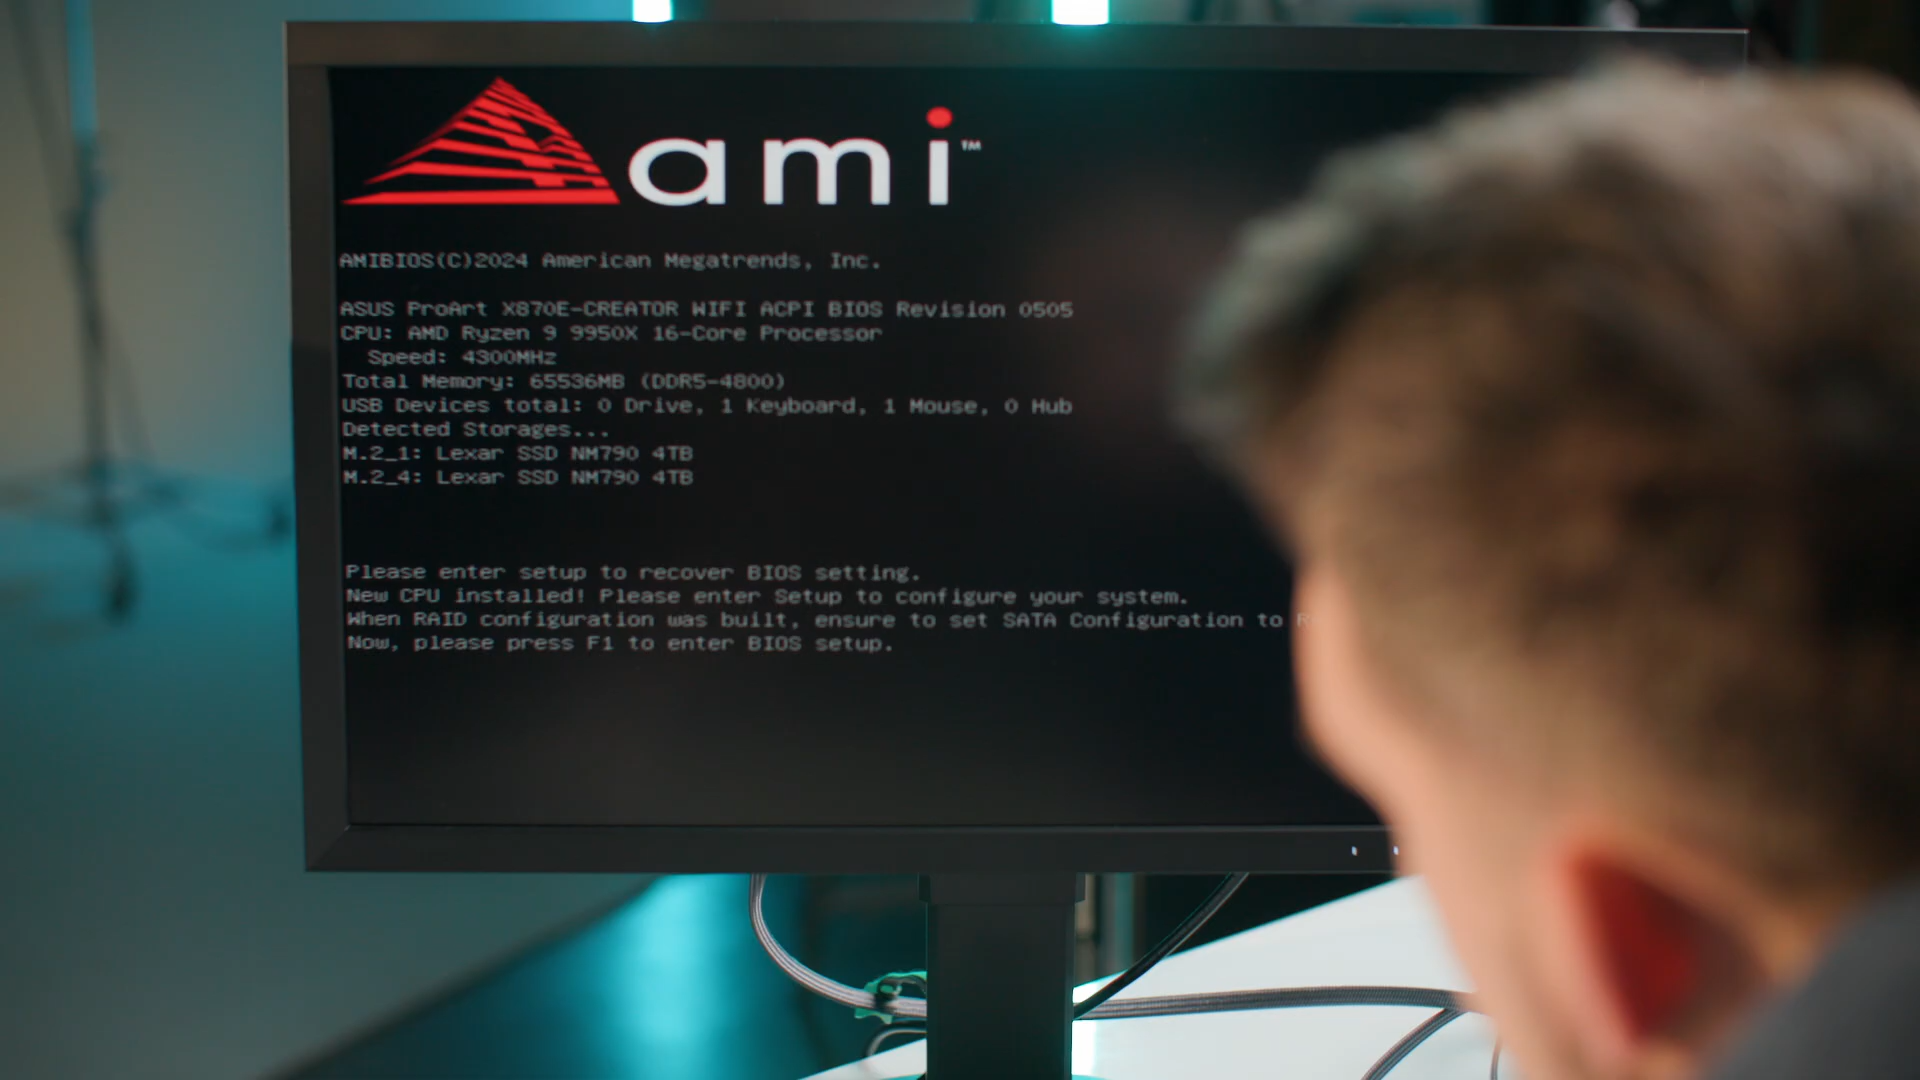 ami™
AMIBIOS(C)2024 American Megatrends, Inc.
ASUS ProArt X870E-CREATOR WIFI ACPI BIOS Revision 0505
CPU: AMD Ryzen 9 9950X 16-Core Processor
Speed: 4300MHz
Total Memory: 65536MB (DDR5-4800)
USB Devices total: 0 Drive, 1 Keyboard, 1 Mouse, 0 Hub
Detected Storages...
M.2_1: Lexar SSD NM790 4TB
M.2_4: Lexar SSD NM790 4TB
Please enter setup to recover BIOS setting.
New CPU installed! Please enter Setup to configure your system.
When RAID configuration was built, ensure to set SATA Configuration to
Now, please press F1 to enter BIOS setup.